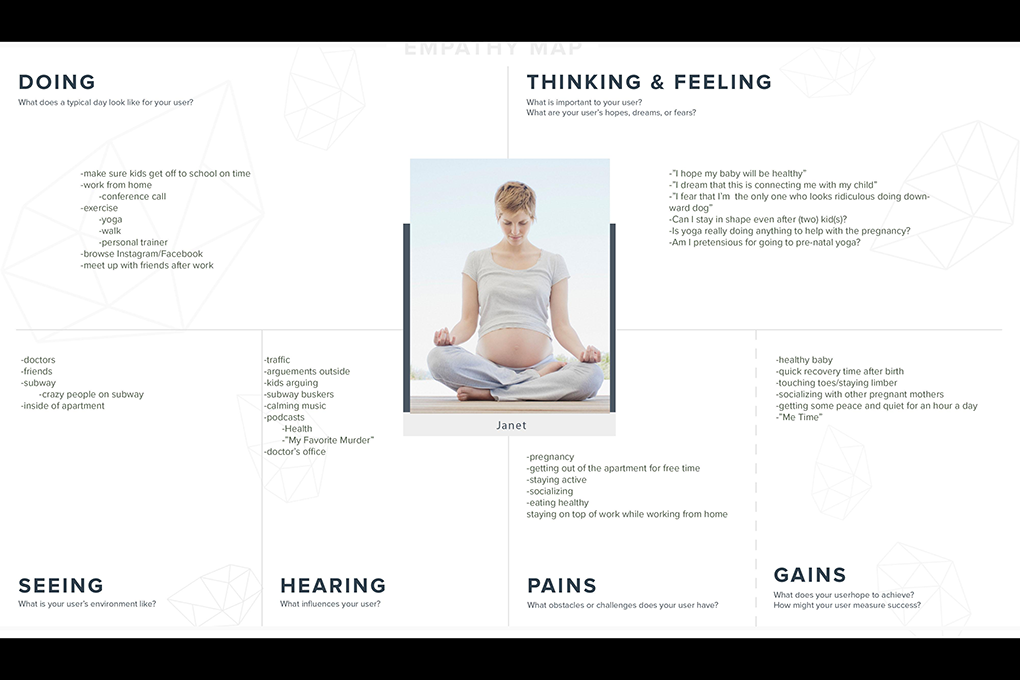 EMPATHY MAP
DOING
What does a typical day look like for your user?
-make sure kids get off to school on time
-work from home
-conference call
-exercise
-yoga
-walk
-personal trainer
-browse Instagram/Facebook
-meet up with friends after work
THINKING & FEELING
What is important to your user?
What are your user's hopes, dreams, or fears?
-"I hope my baby will be healthy"
-"I dream that this is connecting me with my child"
-"I fear that I'm the only one who looks ridiculous doing down-
ward dog"
-Can I stay in shape even after (two) kid(s)?
-Is yoga really doing anything to help with the pregnancy?
-Am I pretensious for going to pre-natal yoga?
Janet
-doctors
-friends
-subway
-crazy people on subway
-inside of apartment
SEEING
What is your user's environment like?
-traffic
-arguements outside
-kids arguing
-subway buskers
-calming music
-podcasts
-Health
-"My Favorite Murder"
-doctor's office
HEARING
What influences your user?
-pregnancy
-getting out of the apartment for free time
-staying active
-socializing
-eating healthy
staying on top of work while working from home
PAINS
What obstacles or challenges does your user have?
-healthy baby
-quick recovery time after birth
-touching toes/staying limber
-socializing with other pregnant mothers
-getting some peace and quiet for an hour a day
-"Me Time"
GAINS
What does your userhope to achieve?
How might your user measure success?